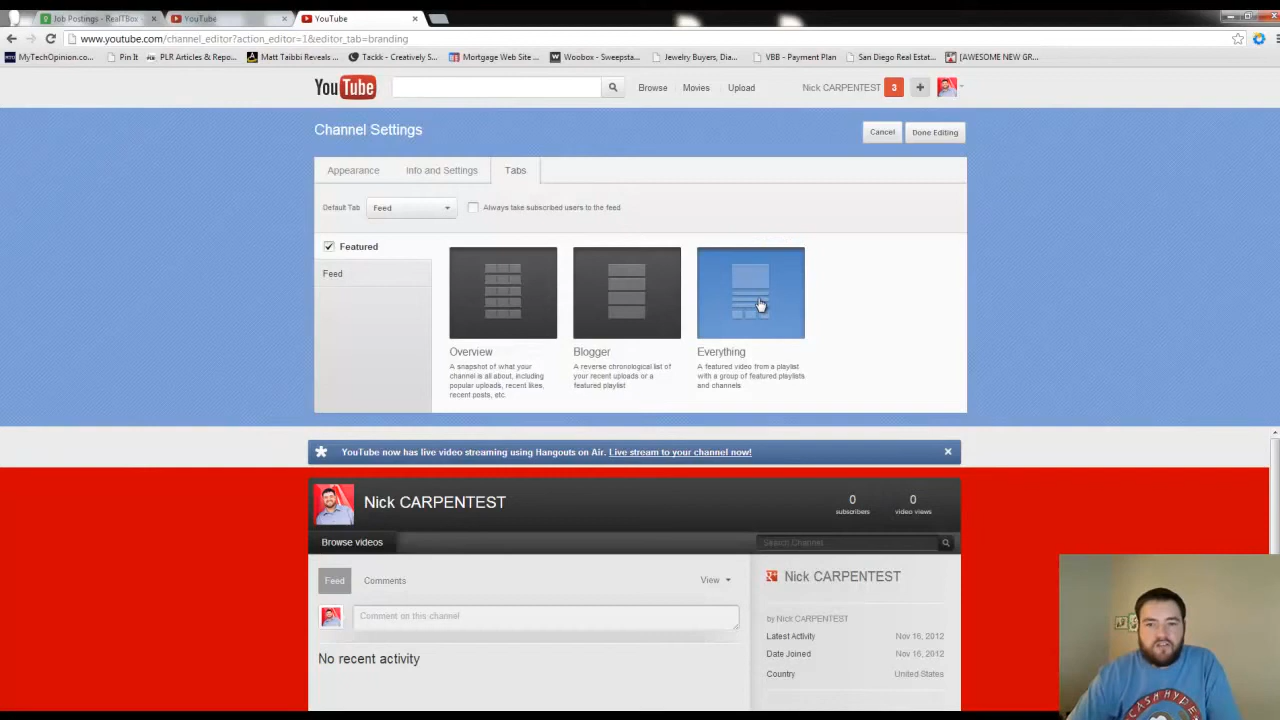 Job Postings - RealTBox
YouTube
YouTube
www.youtube.com/channel_editor?action_editor=1&editor_tab=branding
MyTechOpinion.com
Pin It
PLR Articles & Repo...
Matt Taibbi Reveals ...
Tackk - Creatively S...
Mortgage Web Site ...
Woobox - Sweepsta...
Jewelry Buyers, Dia...
VBB - Payment Plan
San Diego Real Estat...
[AWESOME NEW GR...
YouTube
Browse
Movies
Upload
Nick CARPENTEST
3
Channel Settings
Cancel
Done Editing
Appearance
Info and Settings
Tabs
Default Tab
Feed
Always take subscribed users to the feed
Featured
Feed
Overview
A snapshot of what your
channel is all about, including
popular uploads, recent likes,
recent posts, etc.
Blogger
A reverse chronological list of
your recent uploads or a
featured playlist
Everything
A featured video from a playlist
with a group of featured playlists
and channels
YouTube now has live video streaming using Hangouts on Air. Live stream to your channel now!
Nick CARPENTEST
0
subscribers
0
video views
Browse videos
Search Channel
Feed
Comments
View
Comment on this channel
No recent activity
Nick CARPENTEST
by Nick CARPENTEST
Latest Activity Nov 16, 2012
Date Joined Nov 16, 2012
Country United States
CASH HYPE